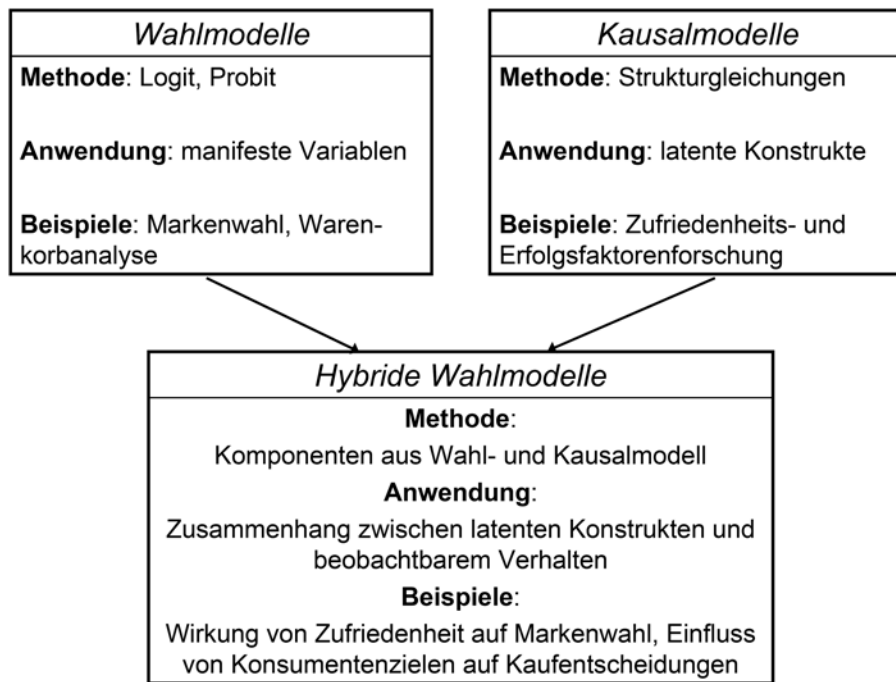 Wahlmodelle
Methode: Logit, Probit
Anwendung: manifeste Variablen
Beispiele: Markenwahl, Waren-
korbanalyse
Kausalmodelle
Methode: Strukturgleichungen
Anwendung: latente Konstrukte
Beispiele: Zufriedenheits- und
Erfolgsfaktorenforschung
Hybride Wahlmodelle
Methode:
Komponenten aus Wahl- und Kausalmodell
Anwendung:
Zusammenhang zwischen latenten Konstrukten und
beobachtbarem Verhalten
Beispiele:
Wirkung von Zufriedenheit auf Markenwahl, Einfluss
von Konsumentenzielen auf Kaufentscheidungen